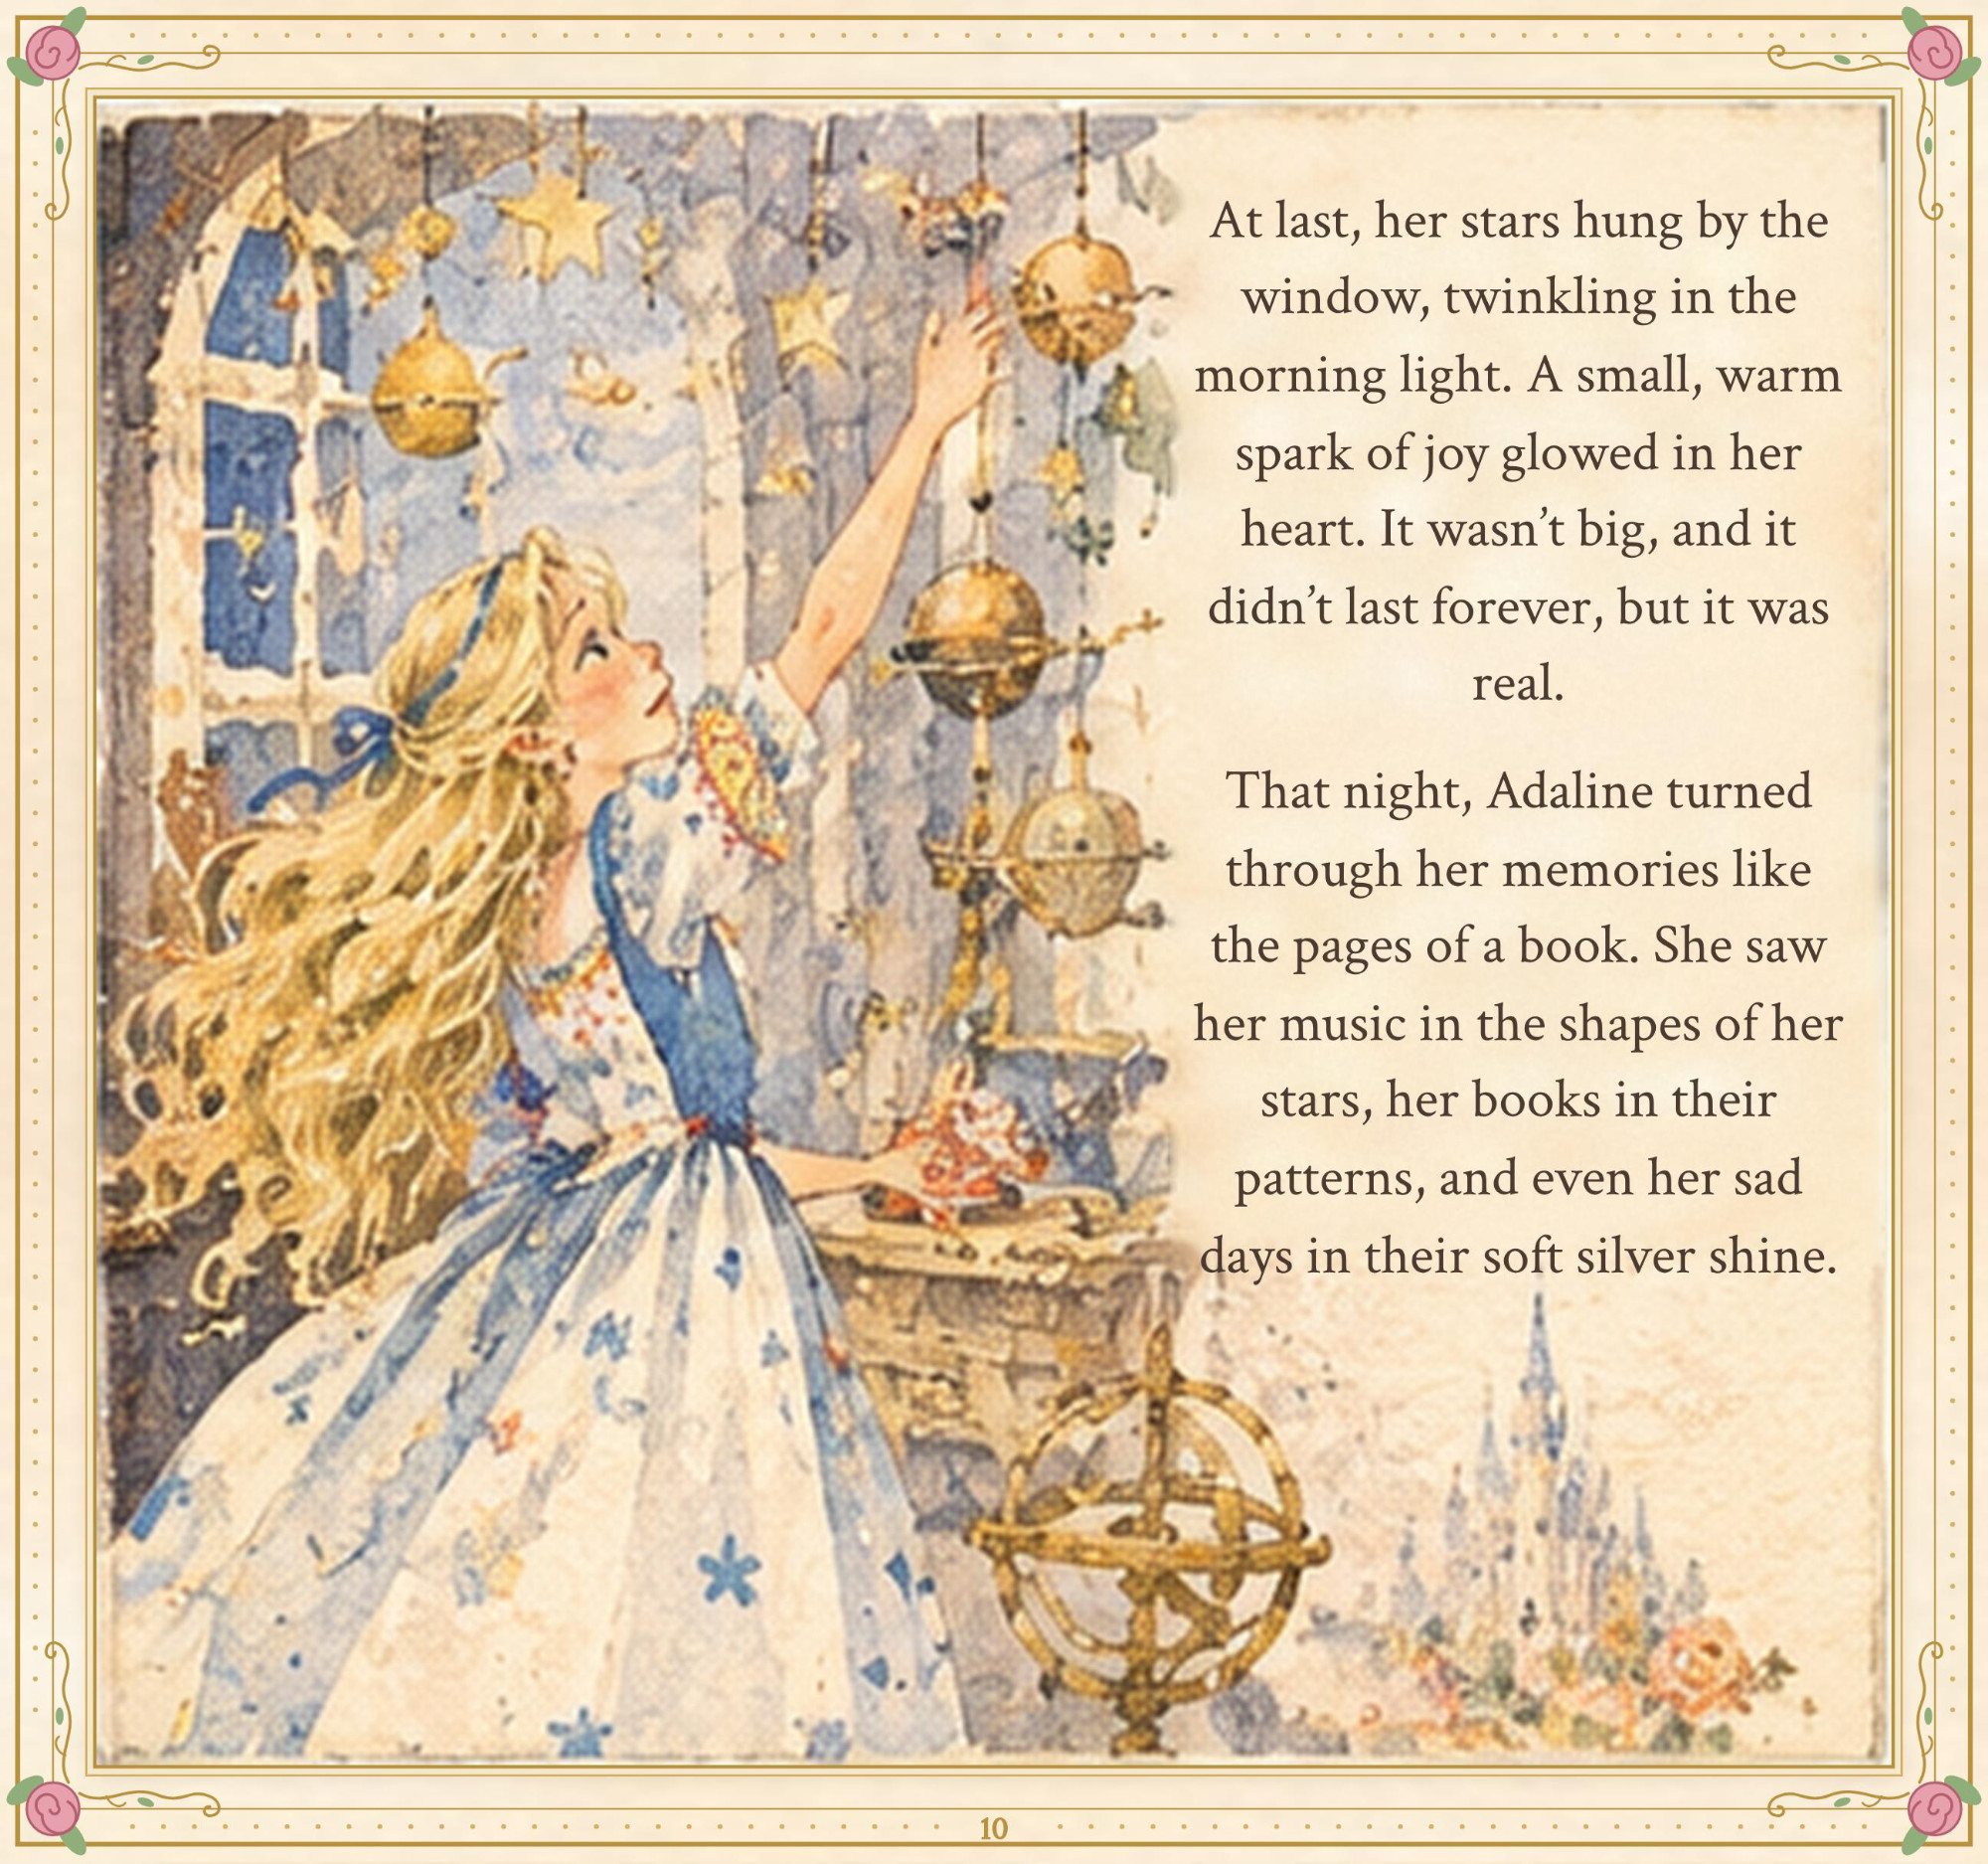 At last, her stars hung by the
window, twinkling in the
morning light. A small, warm
spark of joy glowed in her
heart. It wasn’t big, and it
didn’t last forever, but it was
real.
That night, Adaline turned
through her memories like
the pages of a book. She saw
her music in the shapes of her
stars, her books in their
patterns, and even her sad
days in their soft silver shine.
10